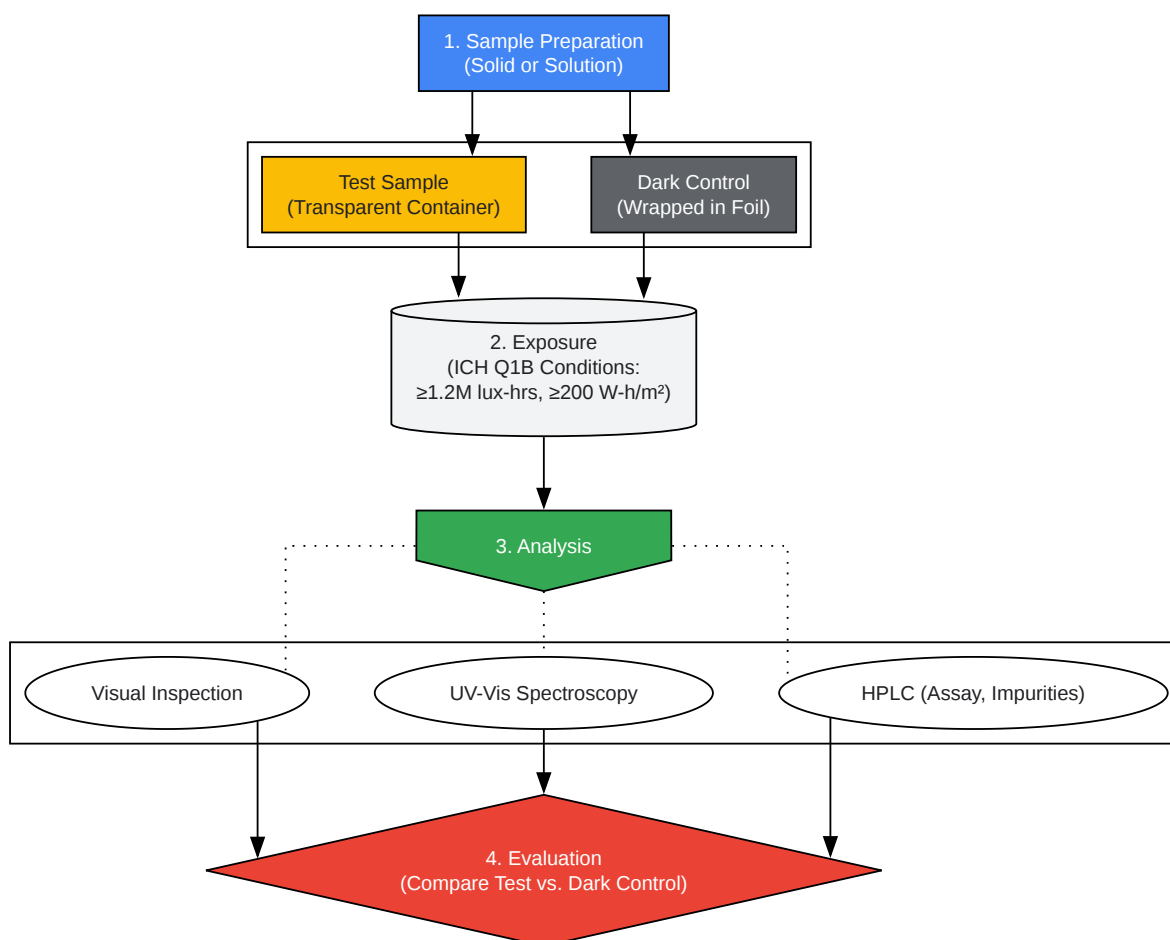 1. Sample Preparation
(Solid or Solution)
Test Sample
(Transparent Container)
Dark Control
(Wrapped in Foil)
2. Exposure
(ICH Q1B Conditions:
≥1.2M lux-hrs, ≥200 W-h/m²)
3. Analysis
Visual Inspection
UV-Vis Spectroscopy
HPLC (Assay, Impurities)
4. Evaluation
(Compare Test vs. Dark Control)